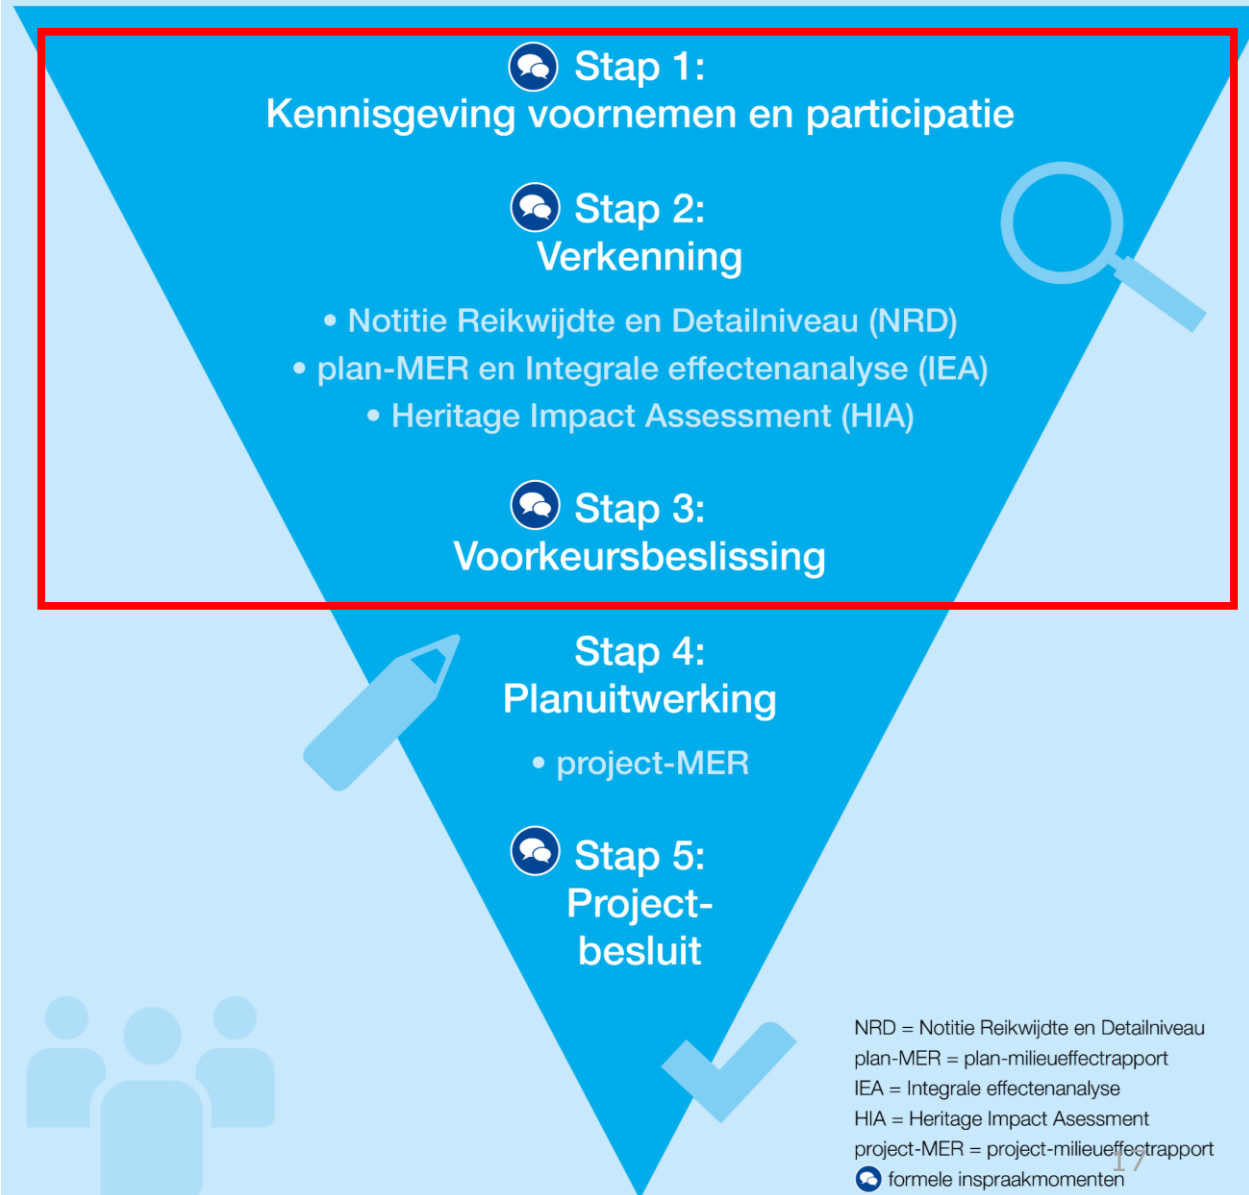 Stap 1:
Kennisgeving voornemen en participatie
Stap 2:
Verkenning
• Notitie Reikwijdte en Detailniveau (NRD)
• plan-MER en Integrale effectenanalyse (IEA)
• Heritage Impact Assessment (HIA)
Stap 3:
Voorkeursbeslissing
Stap 4:
Planuitwerking
• project-MER
Stap 5:
Project-
besluit
NRD = Notitie Reikwijdte en Detailniveau
plan-MER = plan-milieueffectrapport
IEA = Integrale effectenanalyse
HIA = Heritage Impact Asessment
project-MER = project-milieueffectrapport
17
formele inspraakmomenten